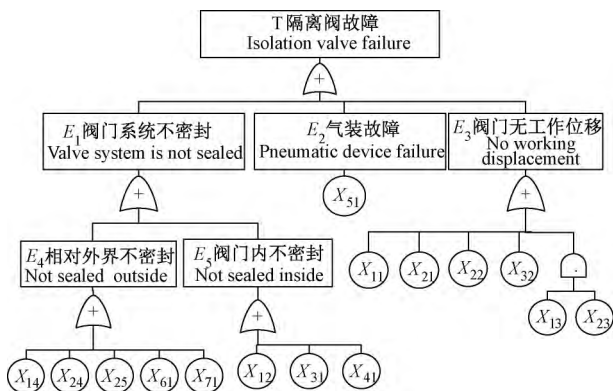 T 隔离阀故障
Isolation valve failure
+
E1阀门系统不密封
Valve system is not sealed
E2气装故障
Pneumatic device failure
E3阀门无工作位移
No working
displacement
+
X51
+
E4相对外界不密封
Not sealed outside
E5阀门内不密封
Not sealed inside
X11 X21 X22 X32
·
+
+
X13 X23
X14 X24 X25 X61 X71
X12 X31 X41